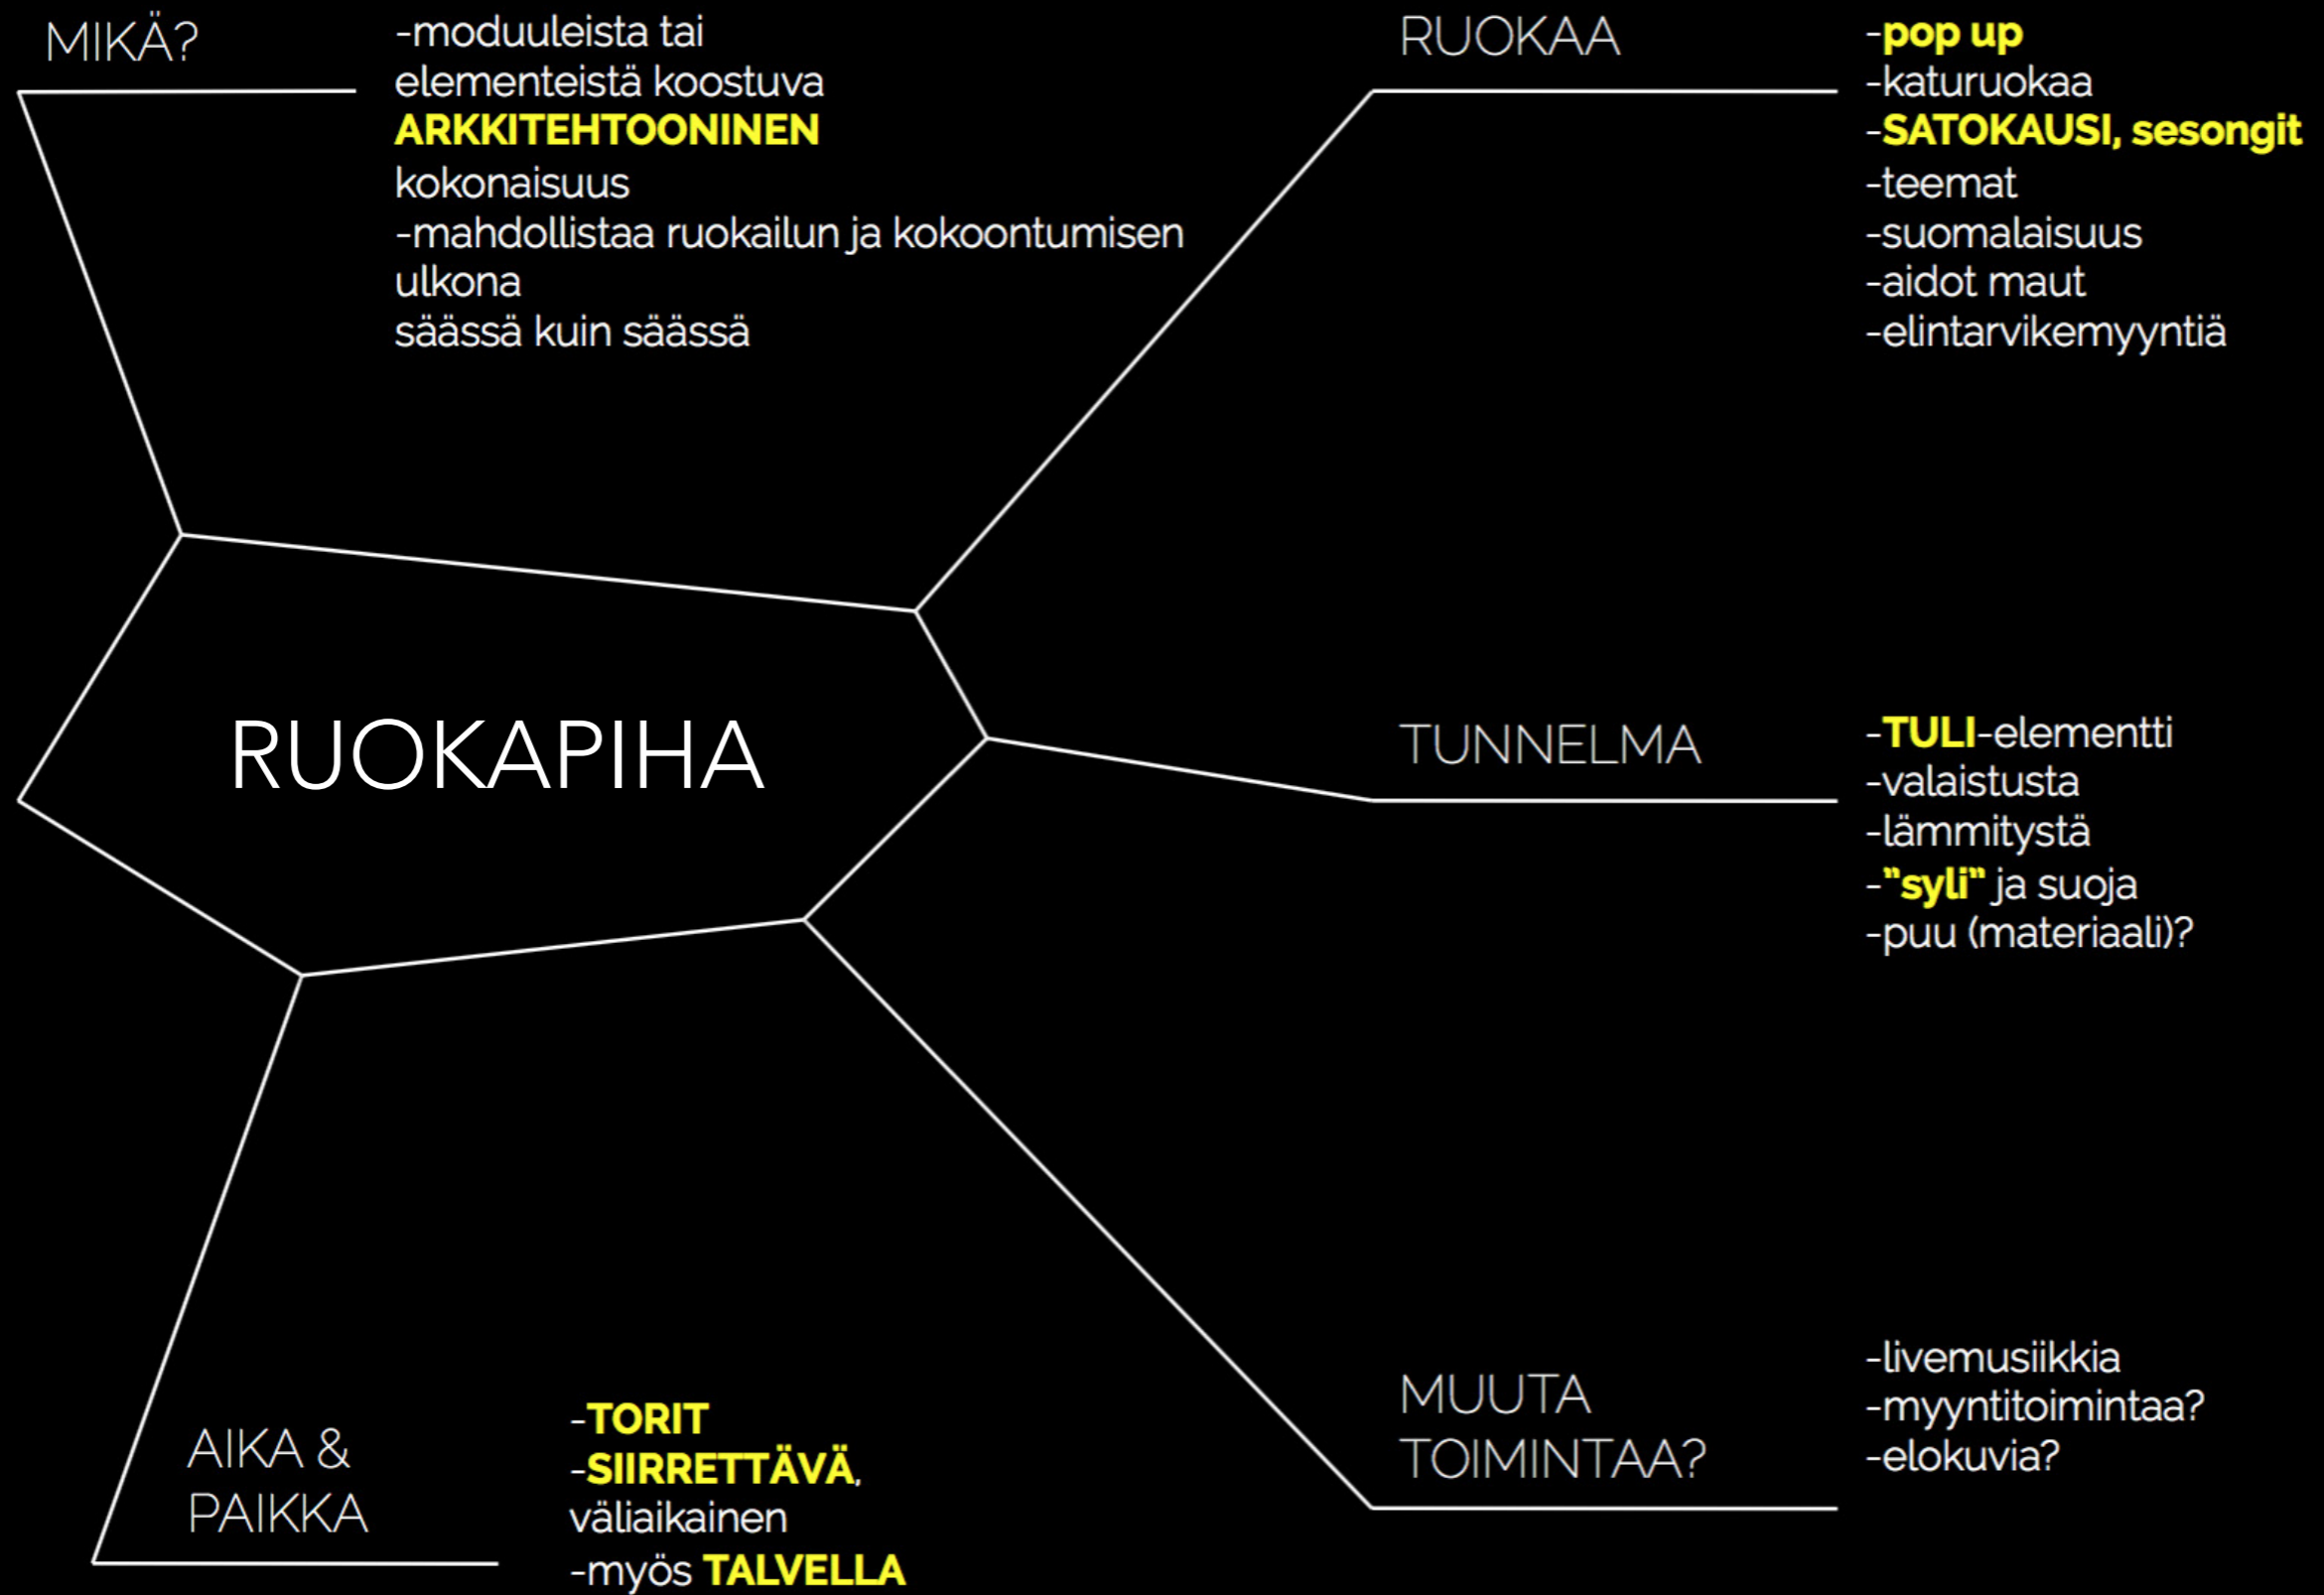 MIKÄ?
-moduuleista tai
elementeistä koostuva
ARKKITEHTOONINEN
kokonaisuus
-mahdollistaa ruokailun ja kokoontumisen
ulkona
säässä kuin säässä
RUOKAA
-pop up
-katuruokaa
-SATOKAUSI, sesongit
-teemat
-suomalaisuus
-aidot maut
-elintarvikemyyntiä
RUOKAPIHA
TUNNELMA
-TULI-elementti
-valaistusta
-lämmitystä
-"syli" ja suoja
-puu (materiaali)?
AIKA &
PAIKKA
-TORIT
-SIIRRETTÄVÄ,
väliaikainen
-myös TALVELLA
MUUTA
TOIMINTAA?
-livemusiikkia
-myyntitoimintaa?
-elokuvia?